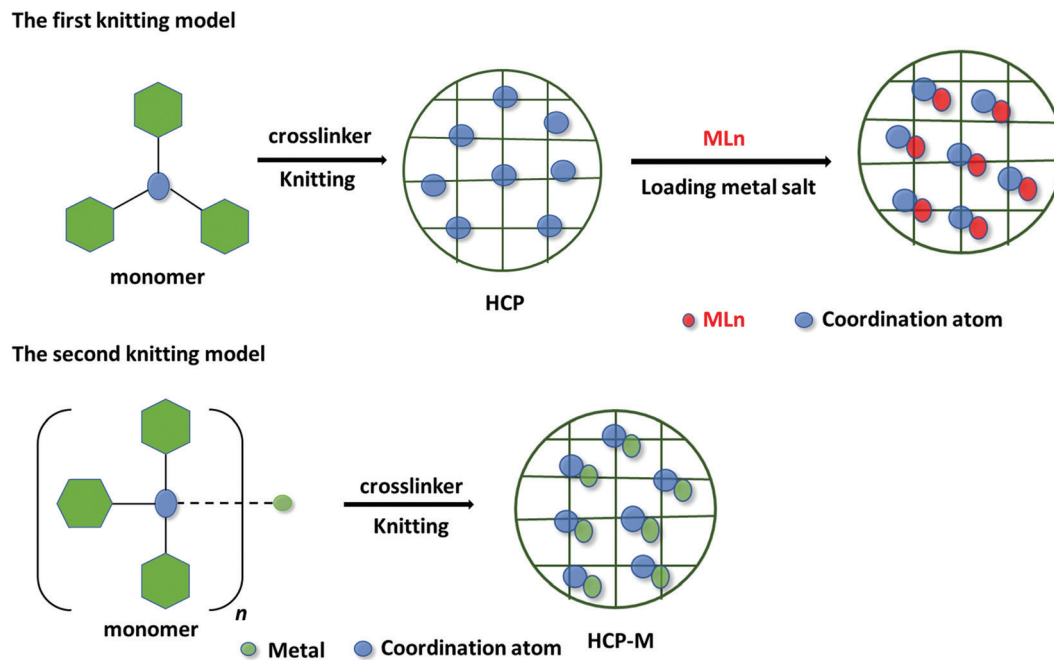 The first knitting model
crosslinker
Knitting
monomer
HCP
MLn
Loading metal salt
MLn
Coordination atom
The second knitting model
n
monomer
crosslinker
Knitting
HCP-M
Metal
Coordination atom